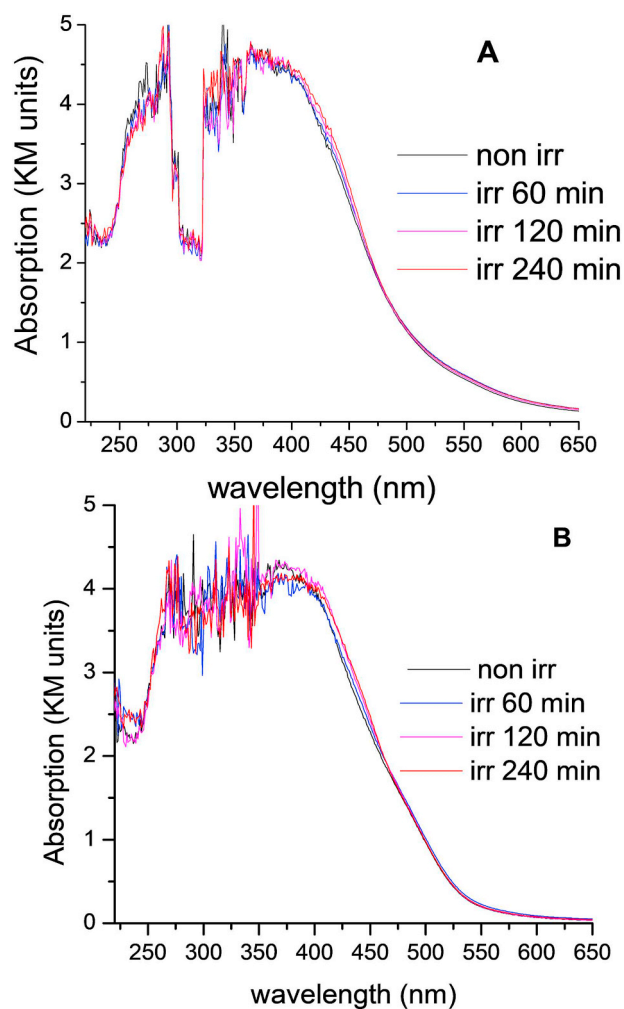 A
Absorption (KM units)
5
4
3
2
1
0
non irr
irr 60 min
irr 120 min
irr 240 min
250 300 350 400 450 500 550 600 650
wavelength (nm)
B
Absorption (KM units)
5
4
3
2
1
0
non irr
irr 60 min
irr 120 min
irr 240 min
250 300 350 400 450 500 550 600 650
wavelength (nm)